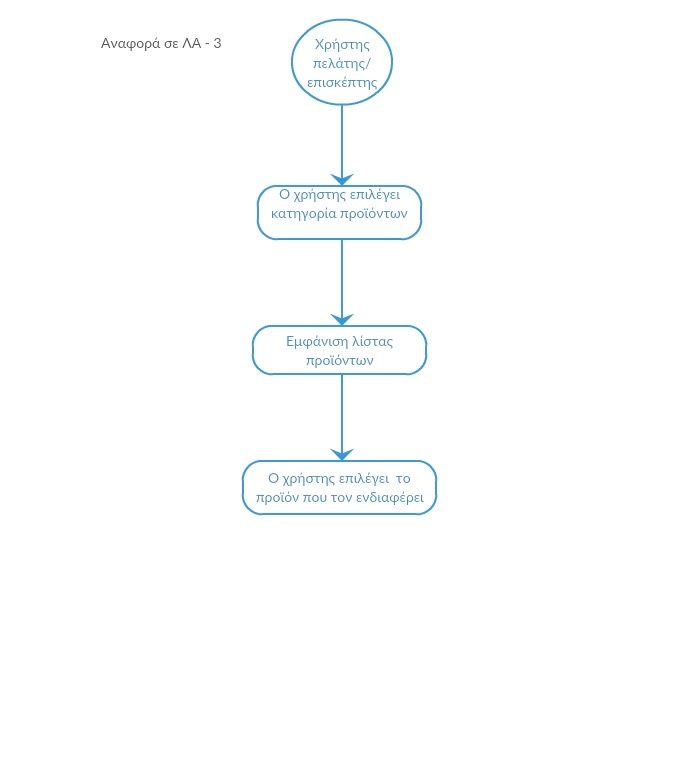 Αναφορά σε ΛΑ - 3
Χρήστης
πελάτης/
επισκέπτης
Ο χρήστης επιλέγει
κατηγορία προϊόντων
Εμφάνιση λίστας
προϊόντων
Ο χρήστης επιλέγει  το
προϊόν που τον ενδιαφέρει